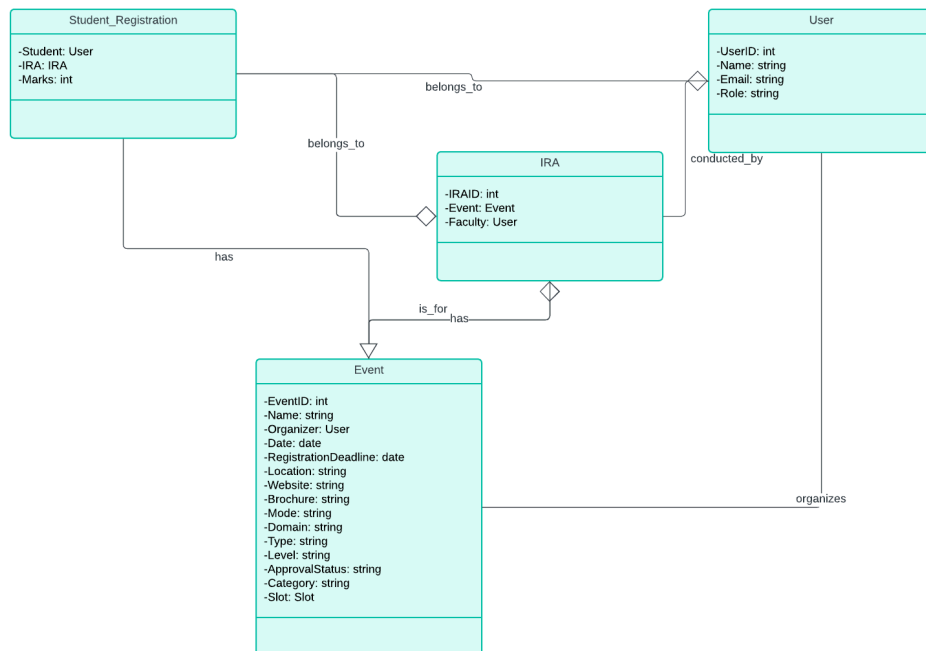 Student_Registration
-Student: User
-IRA: IRA
-Marks: int
User
-UserID: int
-Name: string
-Email: string
-Role: string
belongs_to
belongs_to
conducted_by
IRA
-IRAID: int
-Event: Event
-Faculty: User
has
is_for
has
Event
-EventID: int
-Name: string
-Organizer: User
-Date: date
-RegistrationDeadline: date
-Location: string
-Website: string
-Brochure: string
-Mode: string
-Domain: string
-Type: string
-Level: string
-ApprovalStatus: string
-Category: string
-Slot: Slot
organizes